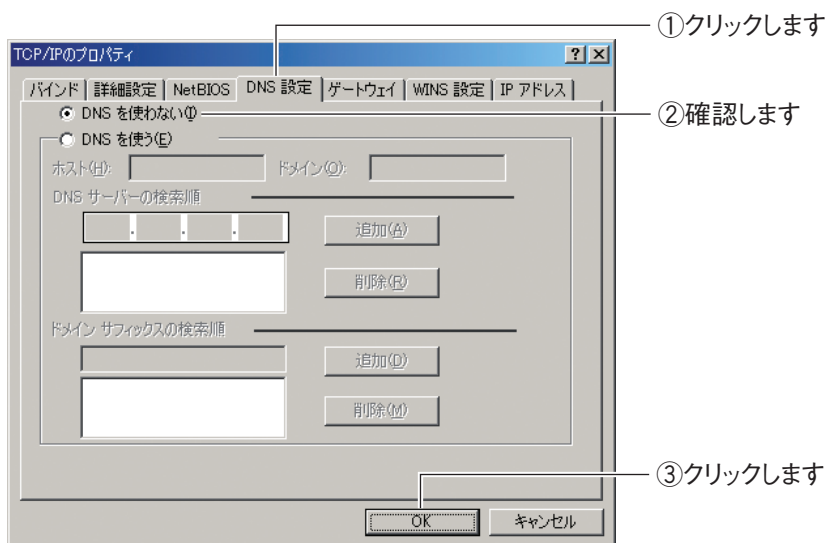 ①クリックします
TCP/IPのプロパティ
バインド 詳細設定 NetBIOS DNS 設定 ゲートウェイ WINS 設定 IP アドレス
DNS を使わない(I)
②確認します
DNS を使う(E)
ホスト(H): ドメイン(O):
DNS サーバーの検索順
. . .
追加(A)
削除(R)
ドメイン サフィックスの検索順
追加(D)
削除(M)
③クリックします
OK キャンセル